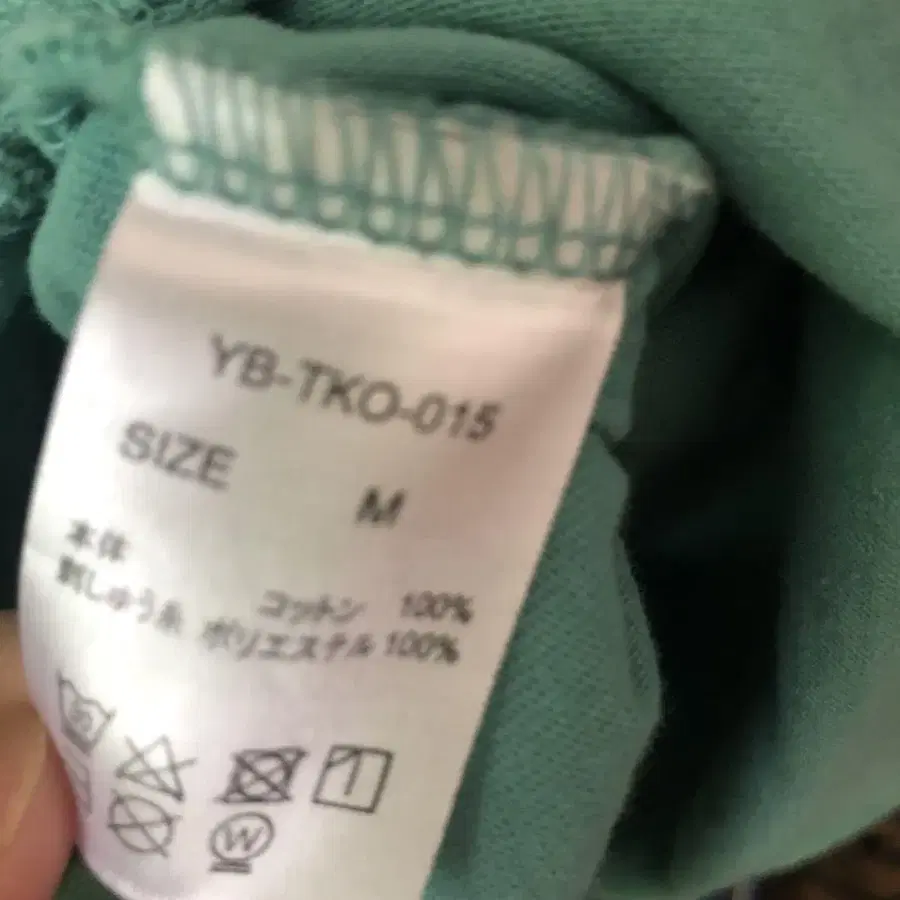 YB-TKO-015
SIZE M
本体 コットン 100%
刺しゅう糸 ポリエステル 100%
W